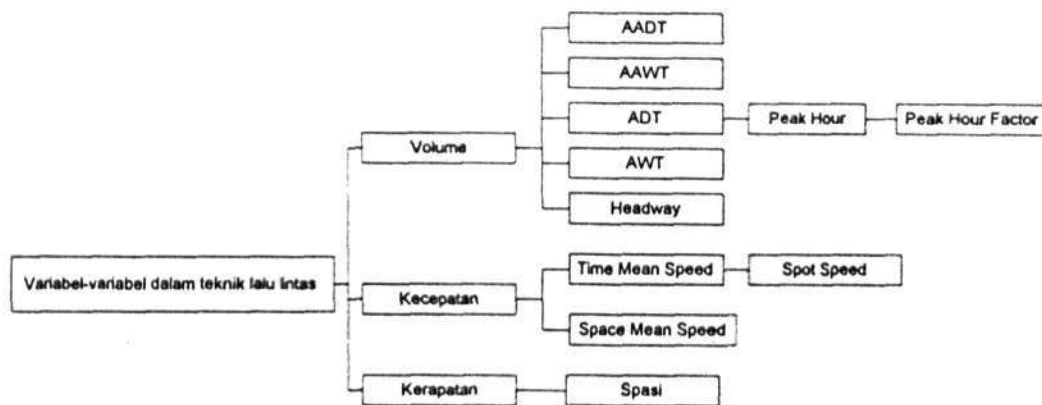 AADT
AAWT
ADT
Peak Hour
Peak Hour Factor
Volume
AWT
Headway
Variabel-variabel dalam teknik lalu lintas
Time Mean Speed
Spot Speed
Kecepatan
Space Mean Speed
Kerapatan
Spasi